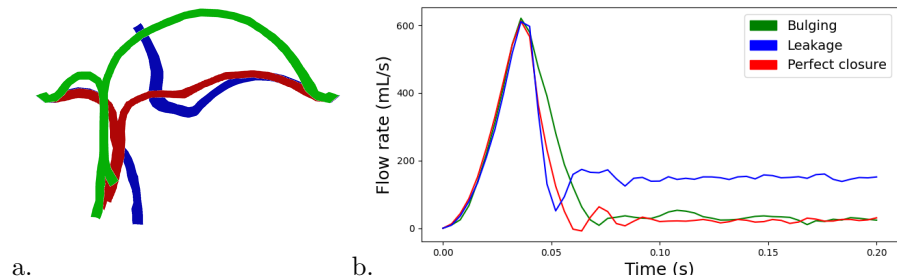 a.
b.
Flow rate (mL/s)
600
400
200
0
Bulging
Leakage
Perfect closure
0.00
0.05
0.10
0.15
0.20
Time (s)